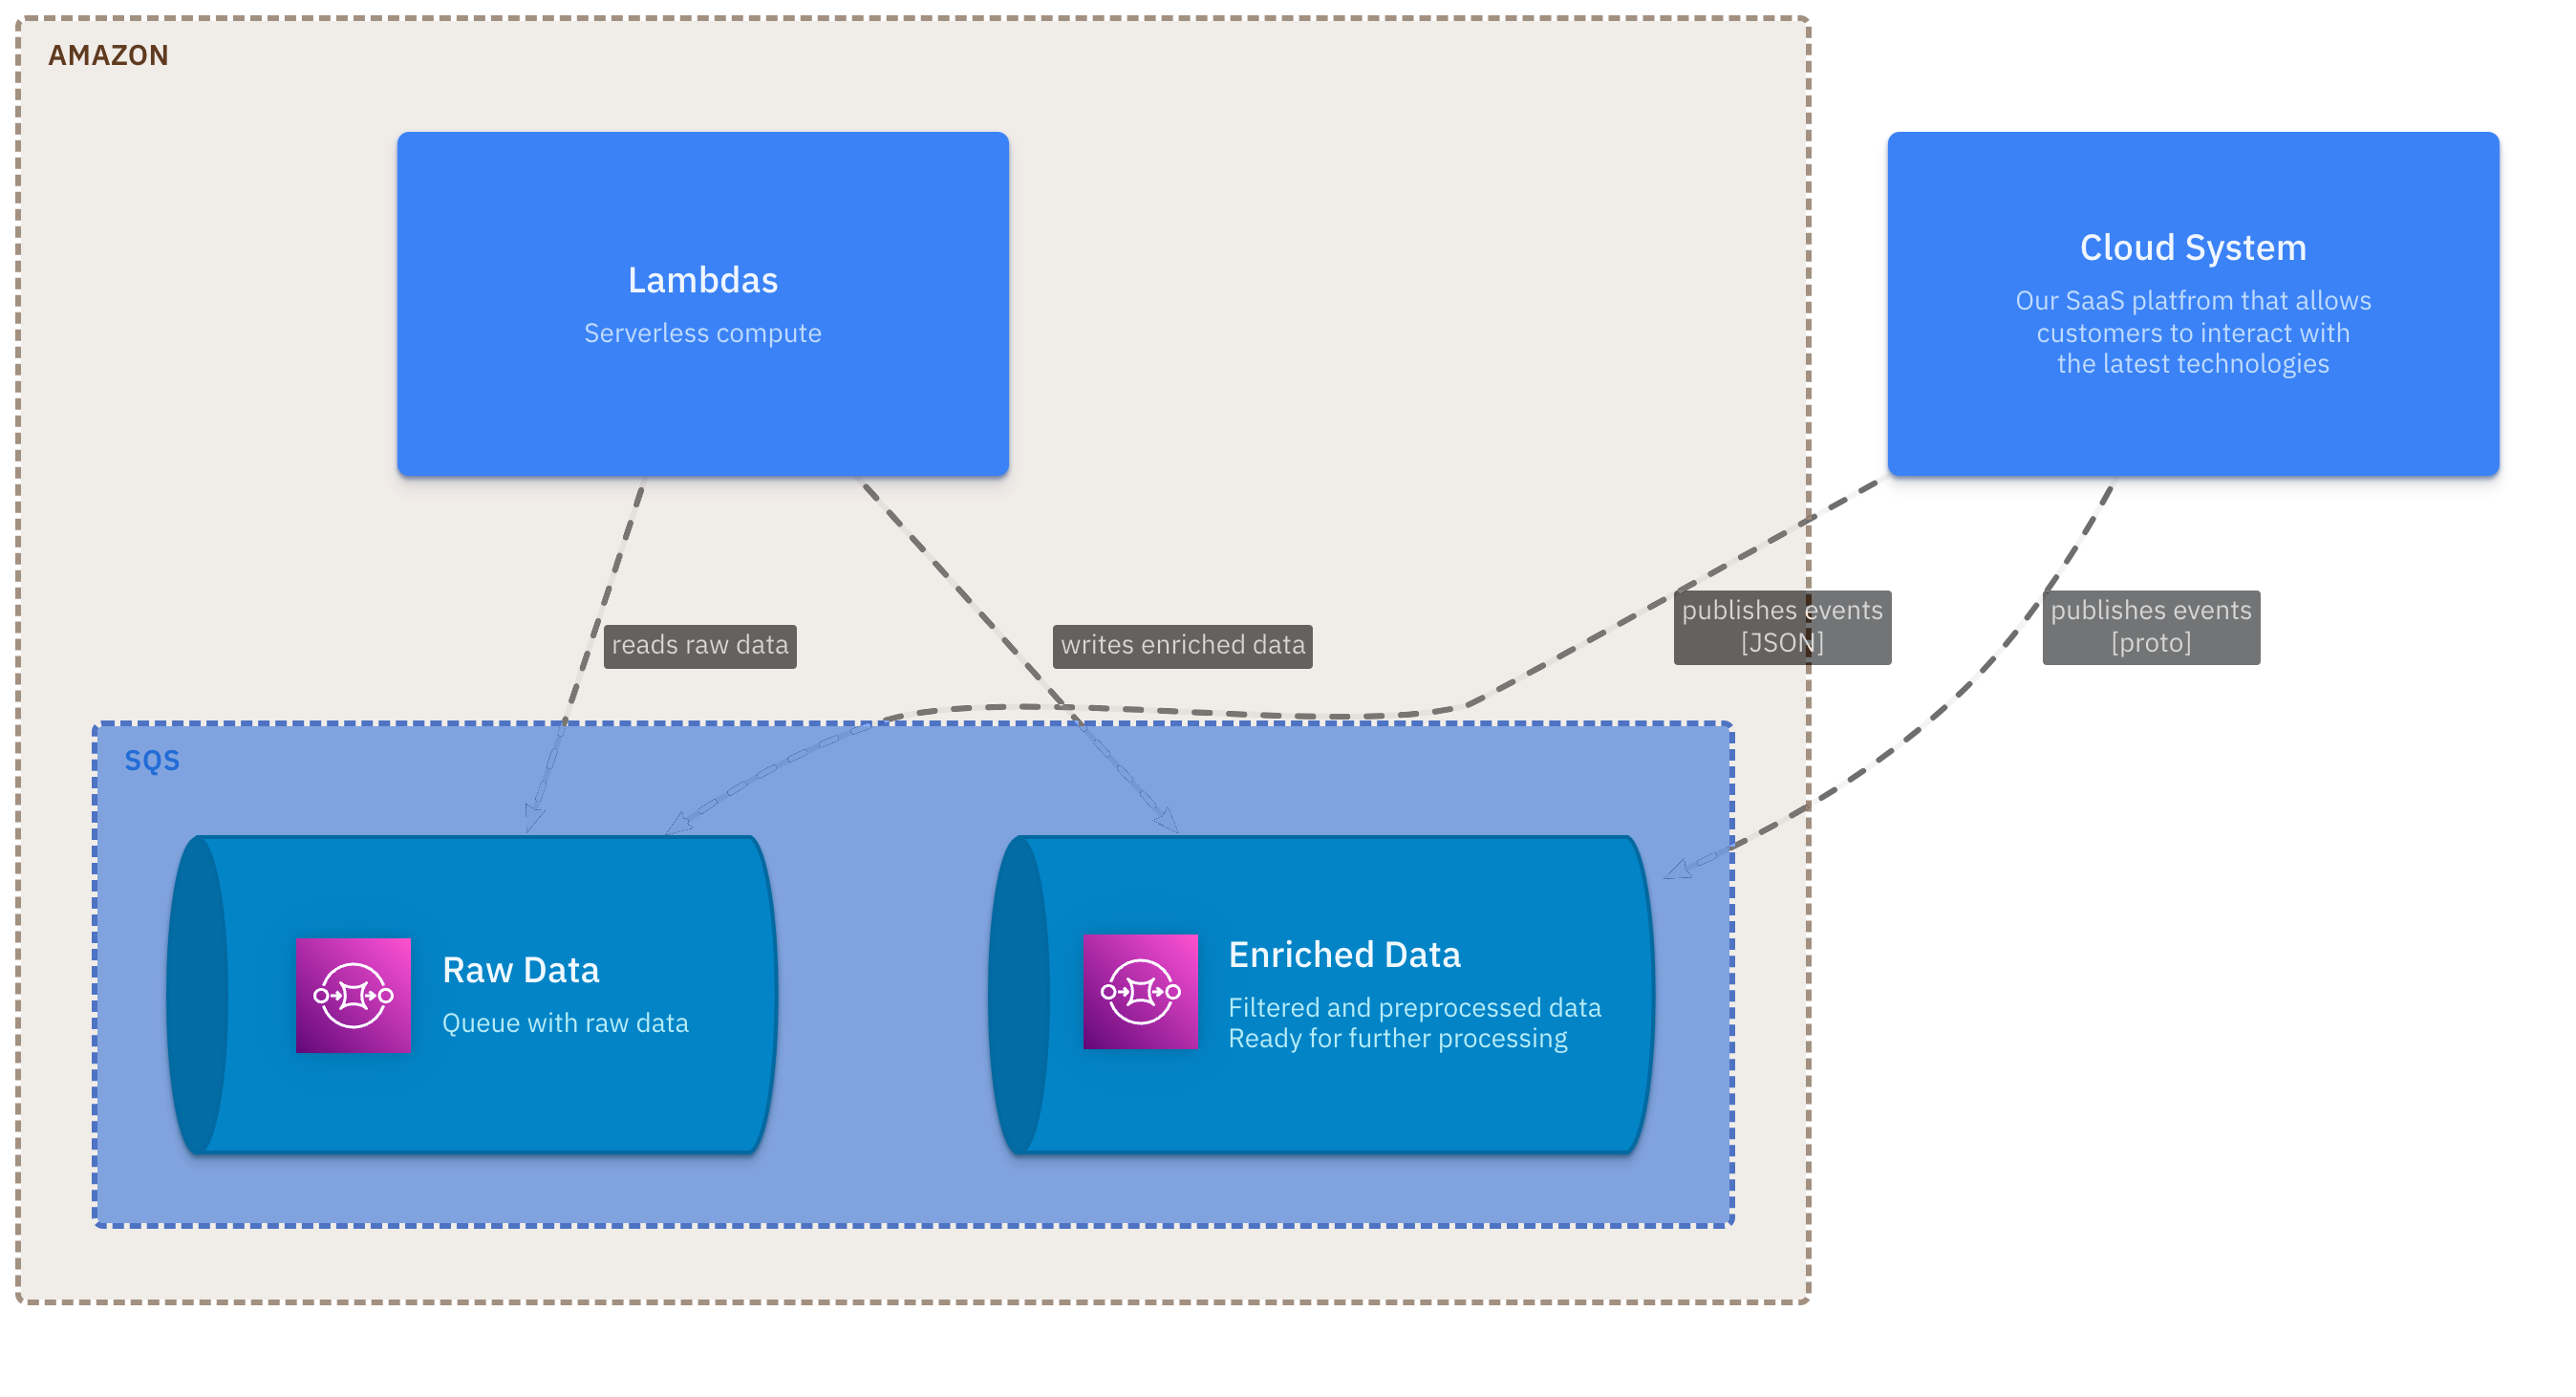 AMAZON
Lambdas
Serverless compute
Cloud System
Our SaaS platfrom that allows
customers to interact with
the latest technologies
reads raw data
writes enriched data
publishes events
[JSON]
publishes events
[proto]
SQS
Raw Data
Queue with raw data
Enriched Data
Filtered and preprocessed data
Ready for further processing